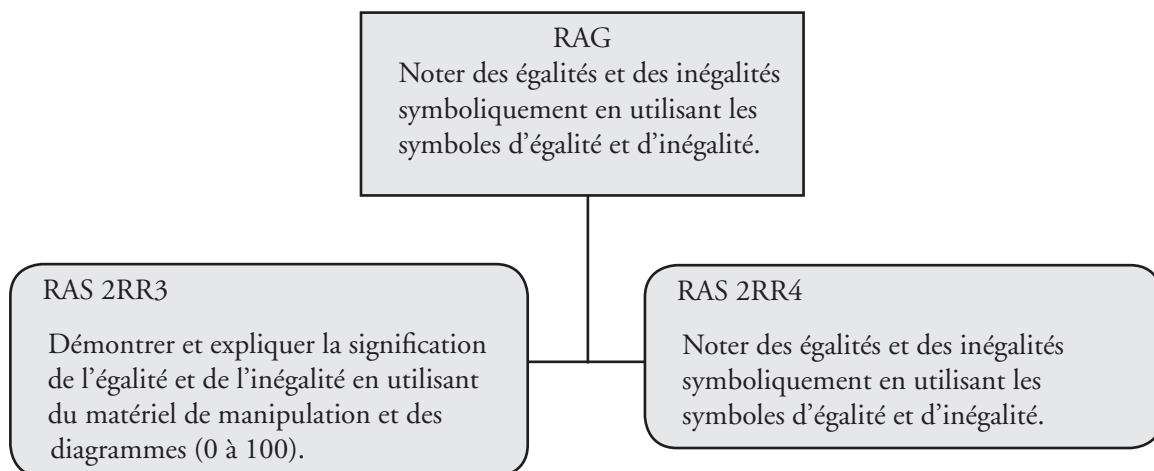 RAG
Noter des égalités et des inégalités
symboliquement en utilisant les
symboles d’égalité et d’inégalité.
RAS 2RR3
Démontrer et expliquer la signification
de l’égalité et de l’inégalité en utilisant
du matériel de manipulation et des
diagrammes (0 à 100).
RAS 2RR4
Noter des égalités et des inégalités
symboliquement en utilisant les
symboles d’égalité et d’inégalité.